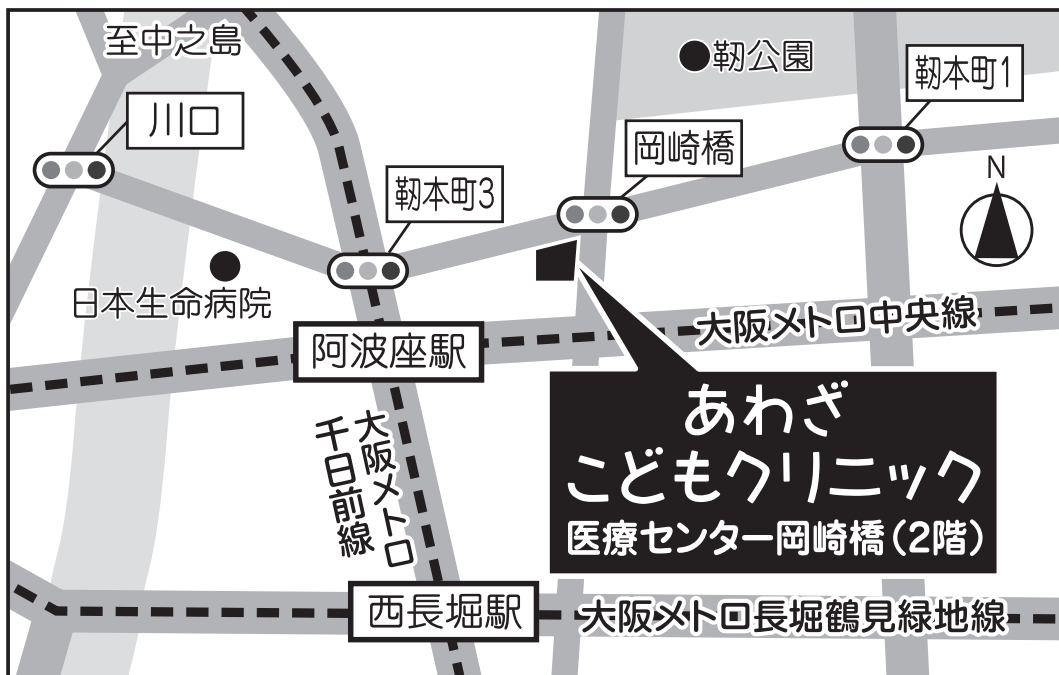 至中之島
靱公園
靱本町1
川口
岡崎橋
N
靱本町3
日本生命病院
大阪メトロ中央線
阿波座駅
あわざ
こどもクリニック
医療センター岡崎橋(2階)
大阪メトロ
千日前線
西長堀駅
大阪メトロ長堀鶴見緑地線